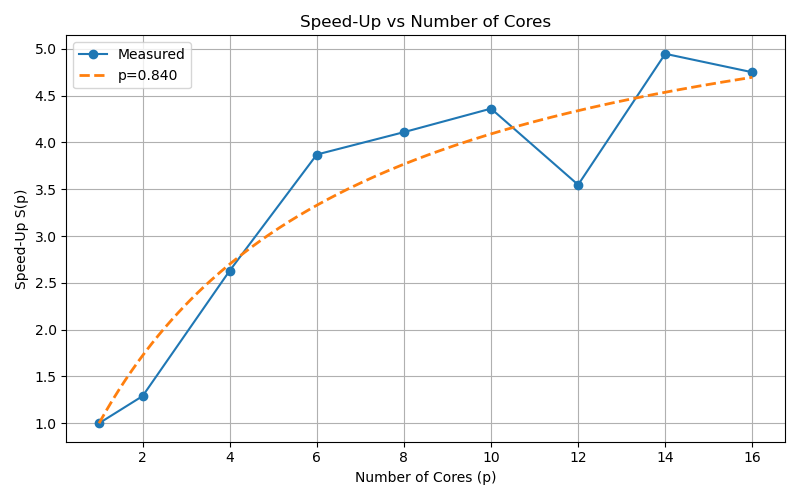 Speed-Up vs Number of Cores
Measured
p=0.840
Speed-Up S(p)
5.0
4.5
4.0
3.5
3.0
2.5
2.0
1.5
1.0
2 4 6 8 10 12 14 16
Number of Cores (p)